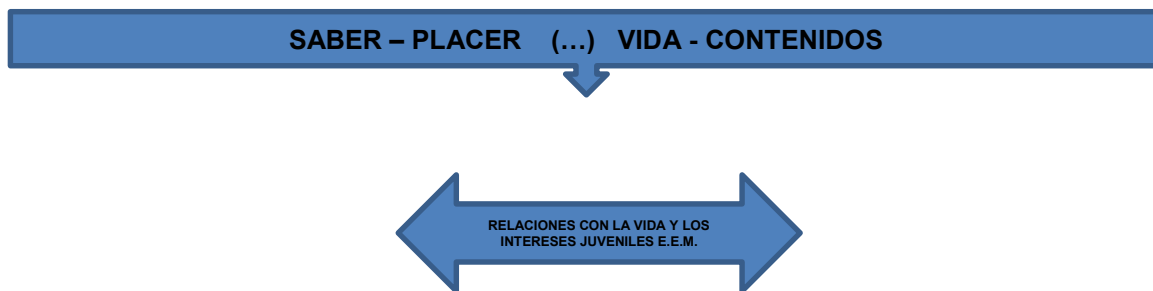 SABER – PLACER (…) VIDA - CONTENIDOS
RELACIONES CON LA VIDA Y LOS
INTERESES JUVENILES E.E.M.